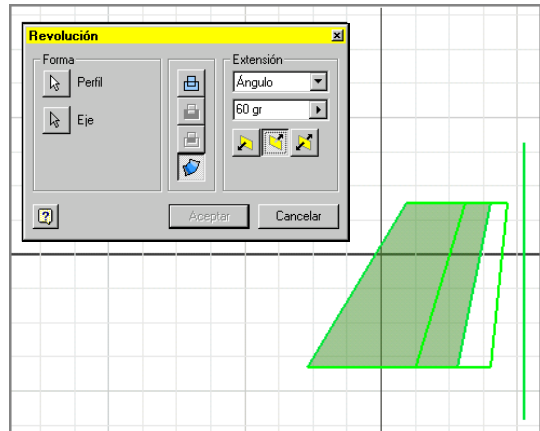 Revolución
Forma
Perfil
Eje
Extensión
Ángulo
60 gr
Aceptar
Cancelar